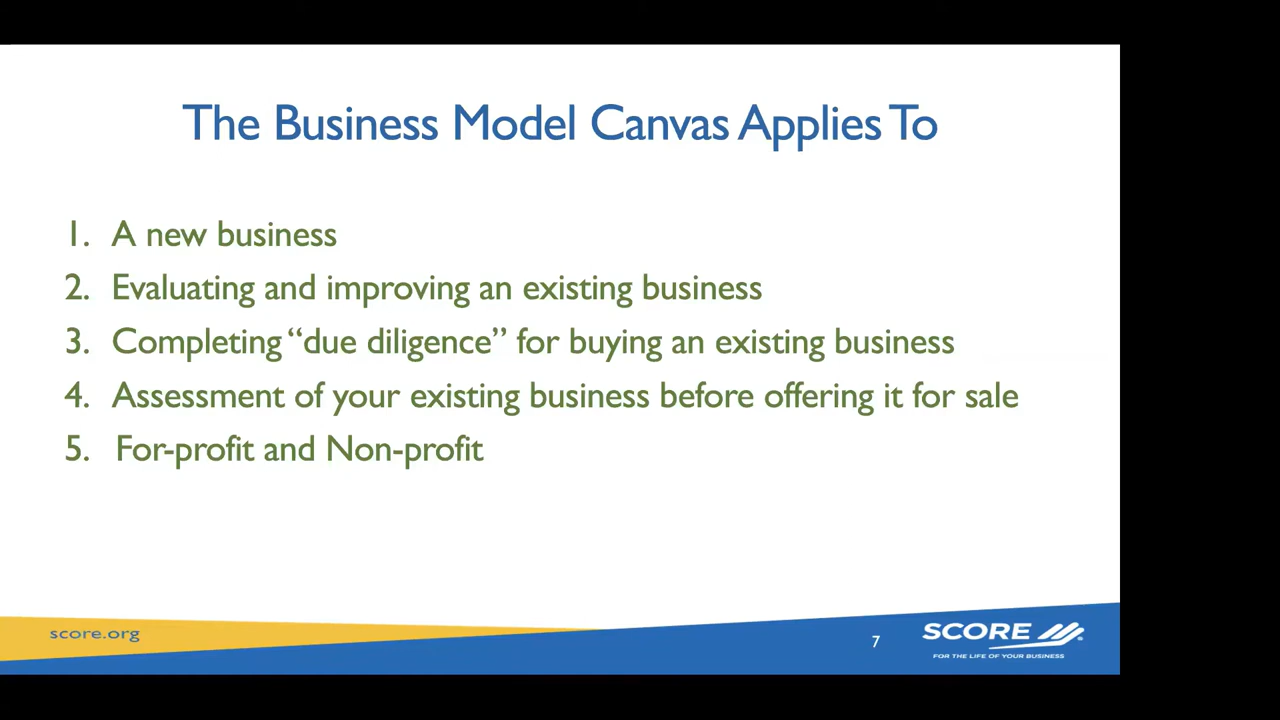 The Business Model Canvas Applies To
1. A new business
2. Evaluating and improving an existing business
3. Completing “due diligence” for buying an existing business
4. Assessment of your existing business before offering it for sale
5. For-profit and Non-profit
score.org
7
SCORE
FOR THE LIFE OF YOUR BUSINESS